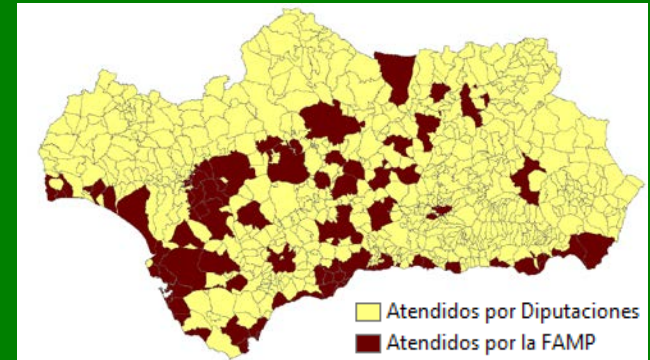 Atendidos por Diputaciones
Atendidos por la FAMP